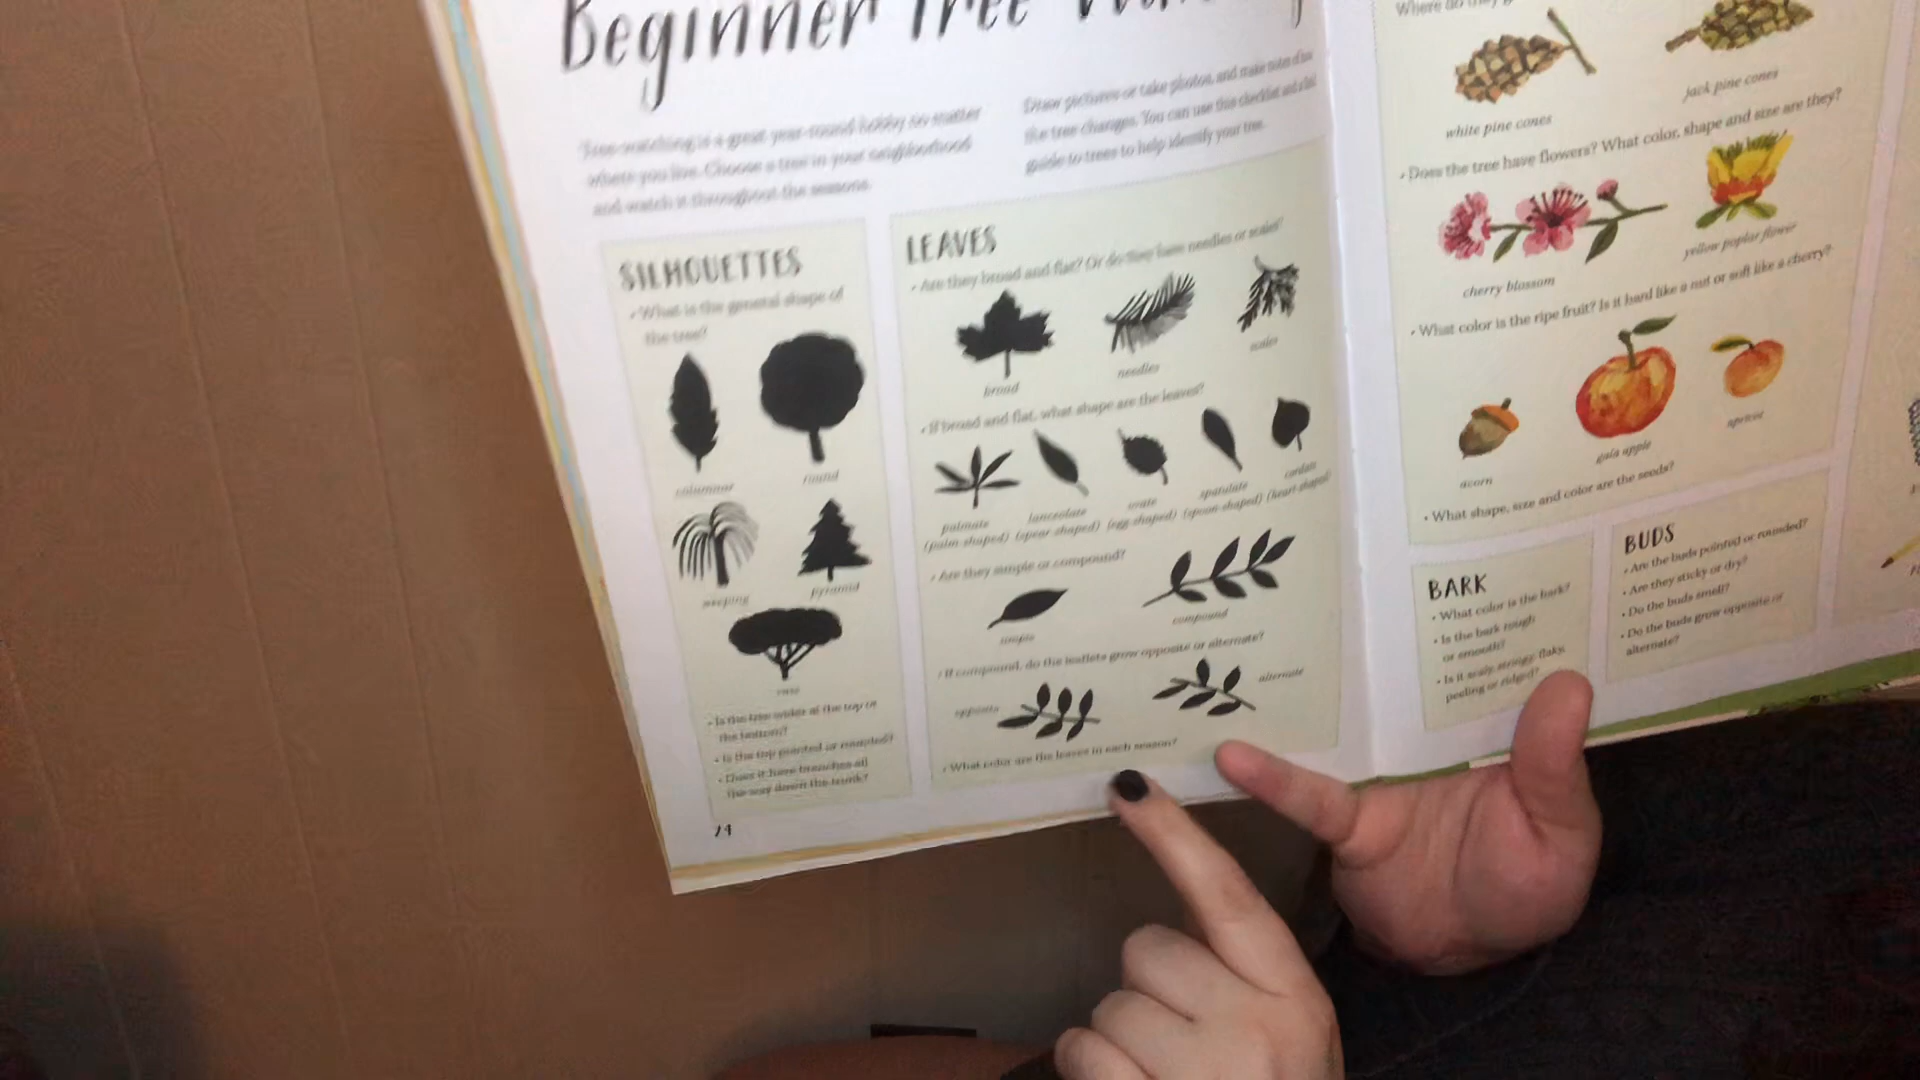 Beginner Tree
Tree-watching is a great year-round hobby no matter
where you live. Choose a tree in your neighborhood
and watch it throughout the seasons.
Draw pictures or take photos, and make notes of how
the tree changes. You can use this checklist and a
guide to trees to help identify your tree.
SILHOUETTES
• What is the general shape of
the tree?
columnar
round
weeping
pyramid
vase
• Is the tree wider at the top or
the bottom?
• Is the top pointed or rounded?
• Does it have branches all
the way down the trunk?
LEAVES
• Are they broad and flat? Or do they have needles or scales?
broad
needles
scales
• If broad and flat, what shape are the leaves?
palmate
(palm-shaped)
lanceolate
(spear shaped)
ovate
(egg-shaped)
spatulate
(spoon-shaped)
cordate
(heart-shaped)
• Are they simple or compound?
simple
compound
• If compound, do the leaflets grow opposite or alternate?
opposite
alternate
• What color are the leaves in each season?
74
Where do they
white pine cones
jack pine cones
• Does the tree have flowers? What color, shape and size are they?
cherry blossom
yellow poplar flower
• What color is the ripe fruit? Is it hard like a nut or soft like a cherry?
acorn
gala apple
apricot
• What shape, size and color are the seeds?
BARK
• What color is the bark?
• Is the bark rough
or smooth?
• Is it scaly, stringy, flaky,
peeling or ridged?
BUDS
• Are the buds pointed or rounded?
• Are they sticky or dry?
• Do the buds smell?
• Do the buds grow opposite or
alternate?